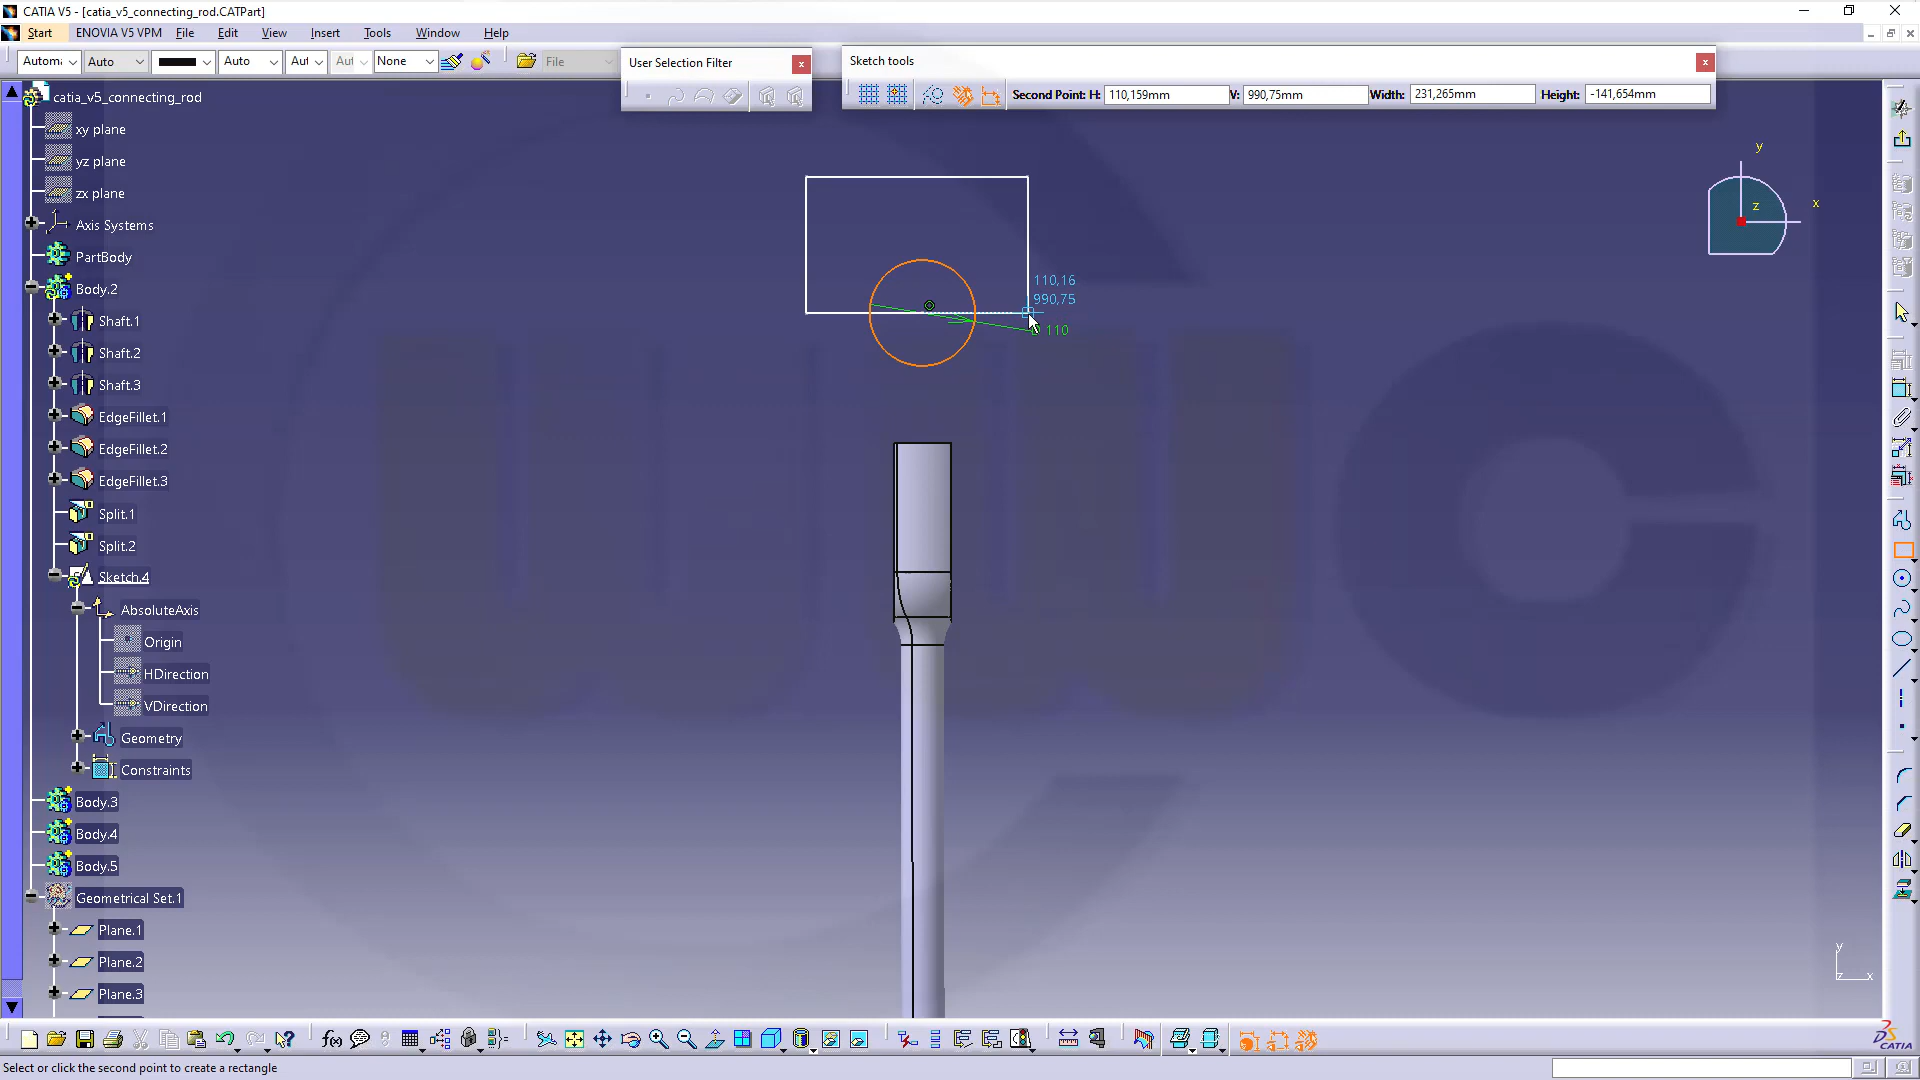 CATIA V5 - [catia_v5_connecting_rod.CATPart]
Start ENOVIA V5 VPM File Edit View Insert Tools Window Help
Automa Auto Auto Aut Aut None File
User Selection Filter
Sketch tools
Second Point: H: 110,159mm V: 990,75mm Width: 231,265mm Height: -141,654mm
catia_v5_connecting_rod
xy plane
yz plane
zx plane
Axis Systems
PartBody
Body.2
Shaft.1
Shaft.2
Shaft.3
EdgeFillet.1
EdgeFillet.2
EdgeFillet.3
Split.1
Split.2
Sketch.4
AbsoluteAxis
Origin
HDirection
VDirection
Geometry
Constraints
Body.3
Body.4
Body.5
Geometrical Set.1
Plane.1
Plane.2
Plane.3
110,16
990,75
D 110
y
z
x
y
z x
CATIA
Select or click the second point to create a rectangle